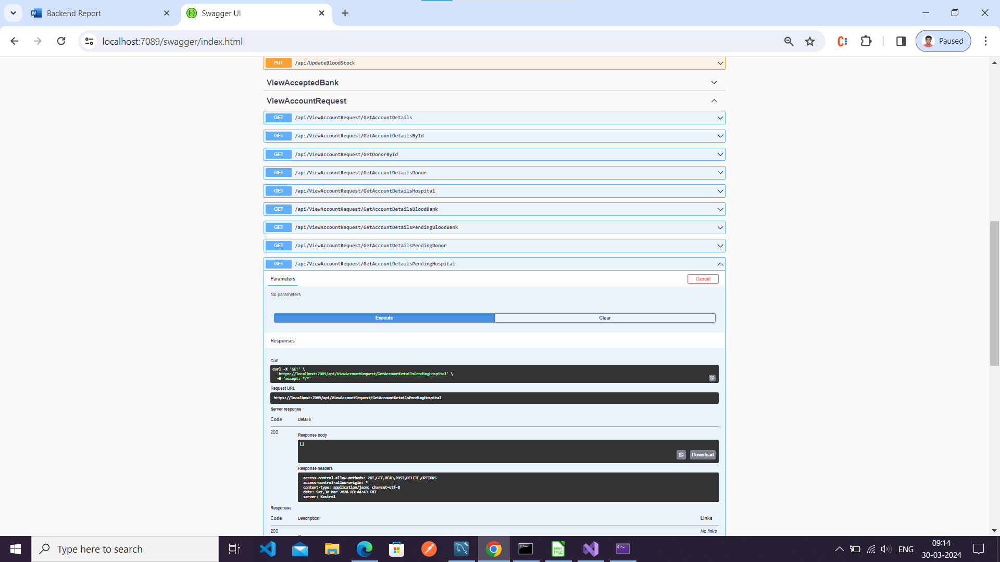 Backend Report
Swagger UI
localhost:7089/swagger/index.html
Paused
PUT /api/UpdateBloodStock
ViewAcceptedBank
ViewAccountRequest
GET /api/ViewAccountRequest/GetAccountDetails
GET /api/ViewAccountRequest/GetAccountDetailsById
GET /api/ViewAccountRequest/GetDonorById
GET /api/ViewAccountRequest/GetAccountDetailsDonor
GET /api/ViewAccountRequest/GetAccountDetailsHospital
GET /api/ViewAccountRequest/GetAccountDetailsBloodBank
GET /api/ViewAccountRequest/GetAccountDetailsPendingBloodBank
GET /api/ViewAccountRequest/GetAccountDetailsPendingDonor
GET /api/ViewAccountRequest/GetAccountDetailsPendingHospital
Parameters Cancel
No parameters
Execute Clear
Responses
Curl
curl -X 'GET' \
'https://localhost:7089/api/ViewAccountRequest/GetAccountDetailsPendingHospital' \
-H 'accept: */*'
Request URL
https://localhost:7089/api/ViewAccountRequest/GetAccountDetailsPendingHospital
Server response
Code Details
200
Response body
[]
Download
Response headers
access-control-allow-methods: PUT,GET,HEAD,POST,DELETE,OPTIONS
access-control-allow-origin: *
content-type: application/json; charset=utf-8
date: Sat,30 Mar 2024 03:44:43 GMT
server: Kestrel
Responses
Code Description Links
200 No links
Type here to search
ENG
09:14
30-03-2024